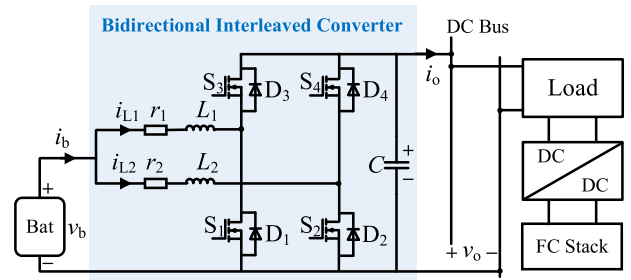 Bidirectional Interleaved Converter
DC Bus
S3
D3
S4
D4
io
Load
iL1
r1
L1
ib
iL2
r2
L2
C
+
−
DC
DC
+
Bat
vb
−
S1
D1
S2
D2
+ vo −
FC Stack